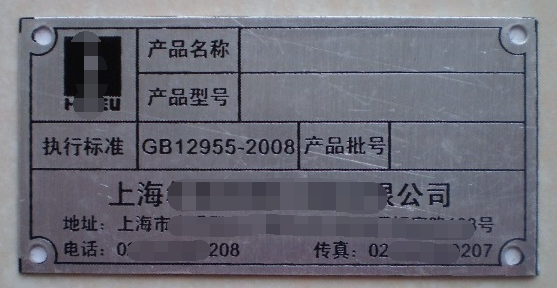 产品名称
产品型号
执行标准 GB12955-2008 产品批号
上海 限公司
地址：上海市 号
电话：02 208 传真：02 0207